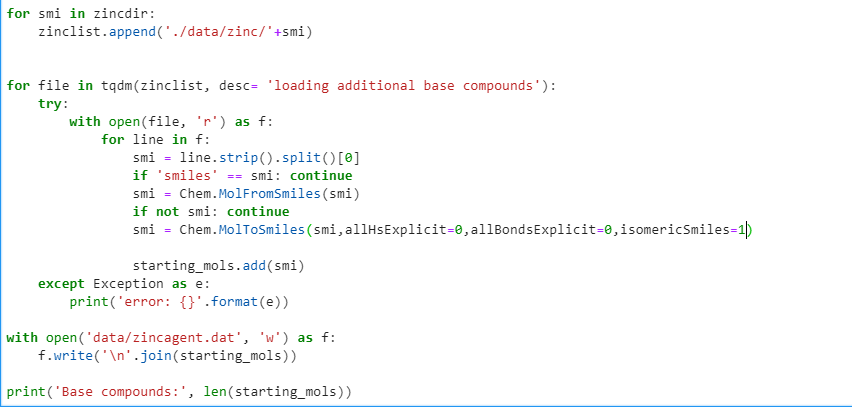 for smi in zincdir:
    zinclist.append('./data/zinc/'+smi)
for file in tqdm(zinclist, desc= 'loading additional base compounds'):
    try:
        with open(file, 'r') as f:
            for line in f:
                smi = line.strip().split()[0]
                if 'smiles' == smi: continue
                smi = Chem.MolFromSmiles(smi)
                if not smi: continue
                smi = Chem.MolToSmiles(smi,allHsExplicit=0,allBondsExplicit=0,isomericSmiles=1)
                starting_mols.add(smi)
    except Exception as e:
        print('error: {}'.format(e))
with open('data/zincagent.dat', 'w') as f:
    f.write('\n'.join(starting_mols))
print('Base compounds:', len(starting_mols))